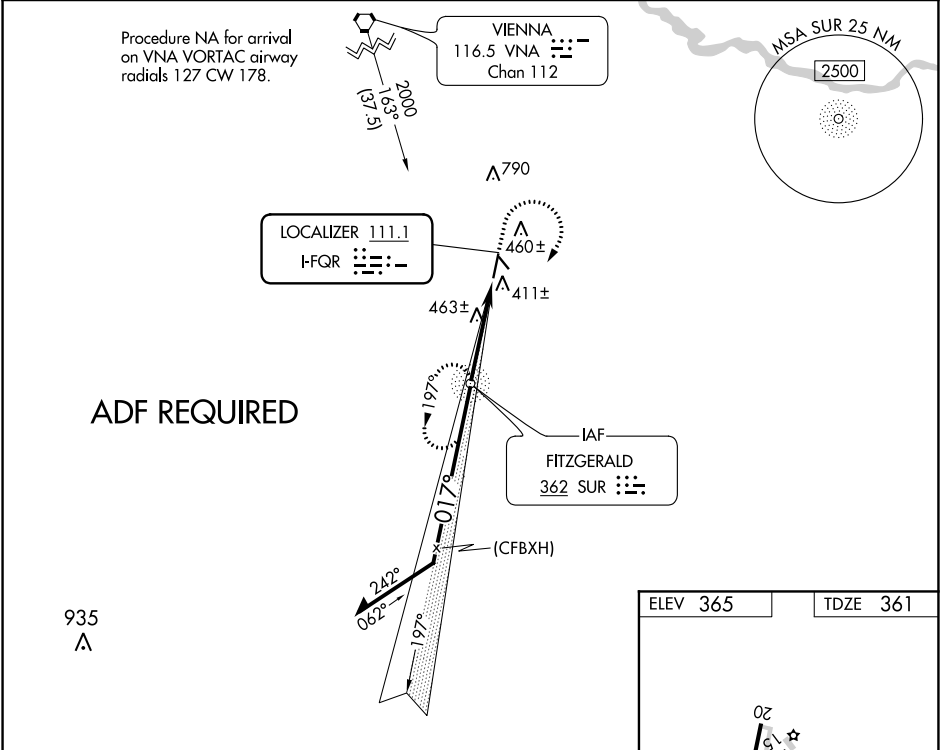 Procedure NA for arrival
on VNA VORTAC airway
radials 127 CW 178.
VIENNA
116.5 VNA
Chan 112
MSA SUR 25 NM
2500
2000
163°
(37.5)
790
LOCALIZER 111.1
I-FQR
460±
411±
463±
197°
ADF REQUIRED
IAF
FITZGERALD
362 SUR
017°
(CFBXH)
242°
062°
197°
935
ELEV 365
TDZE 361
20